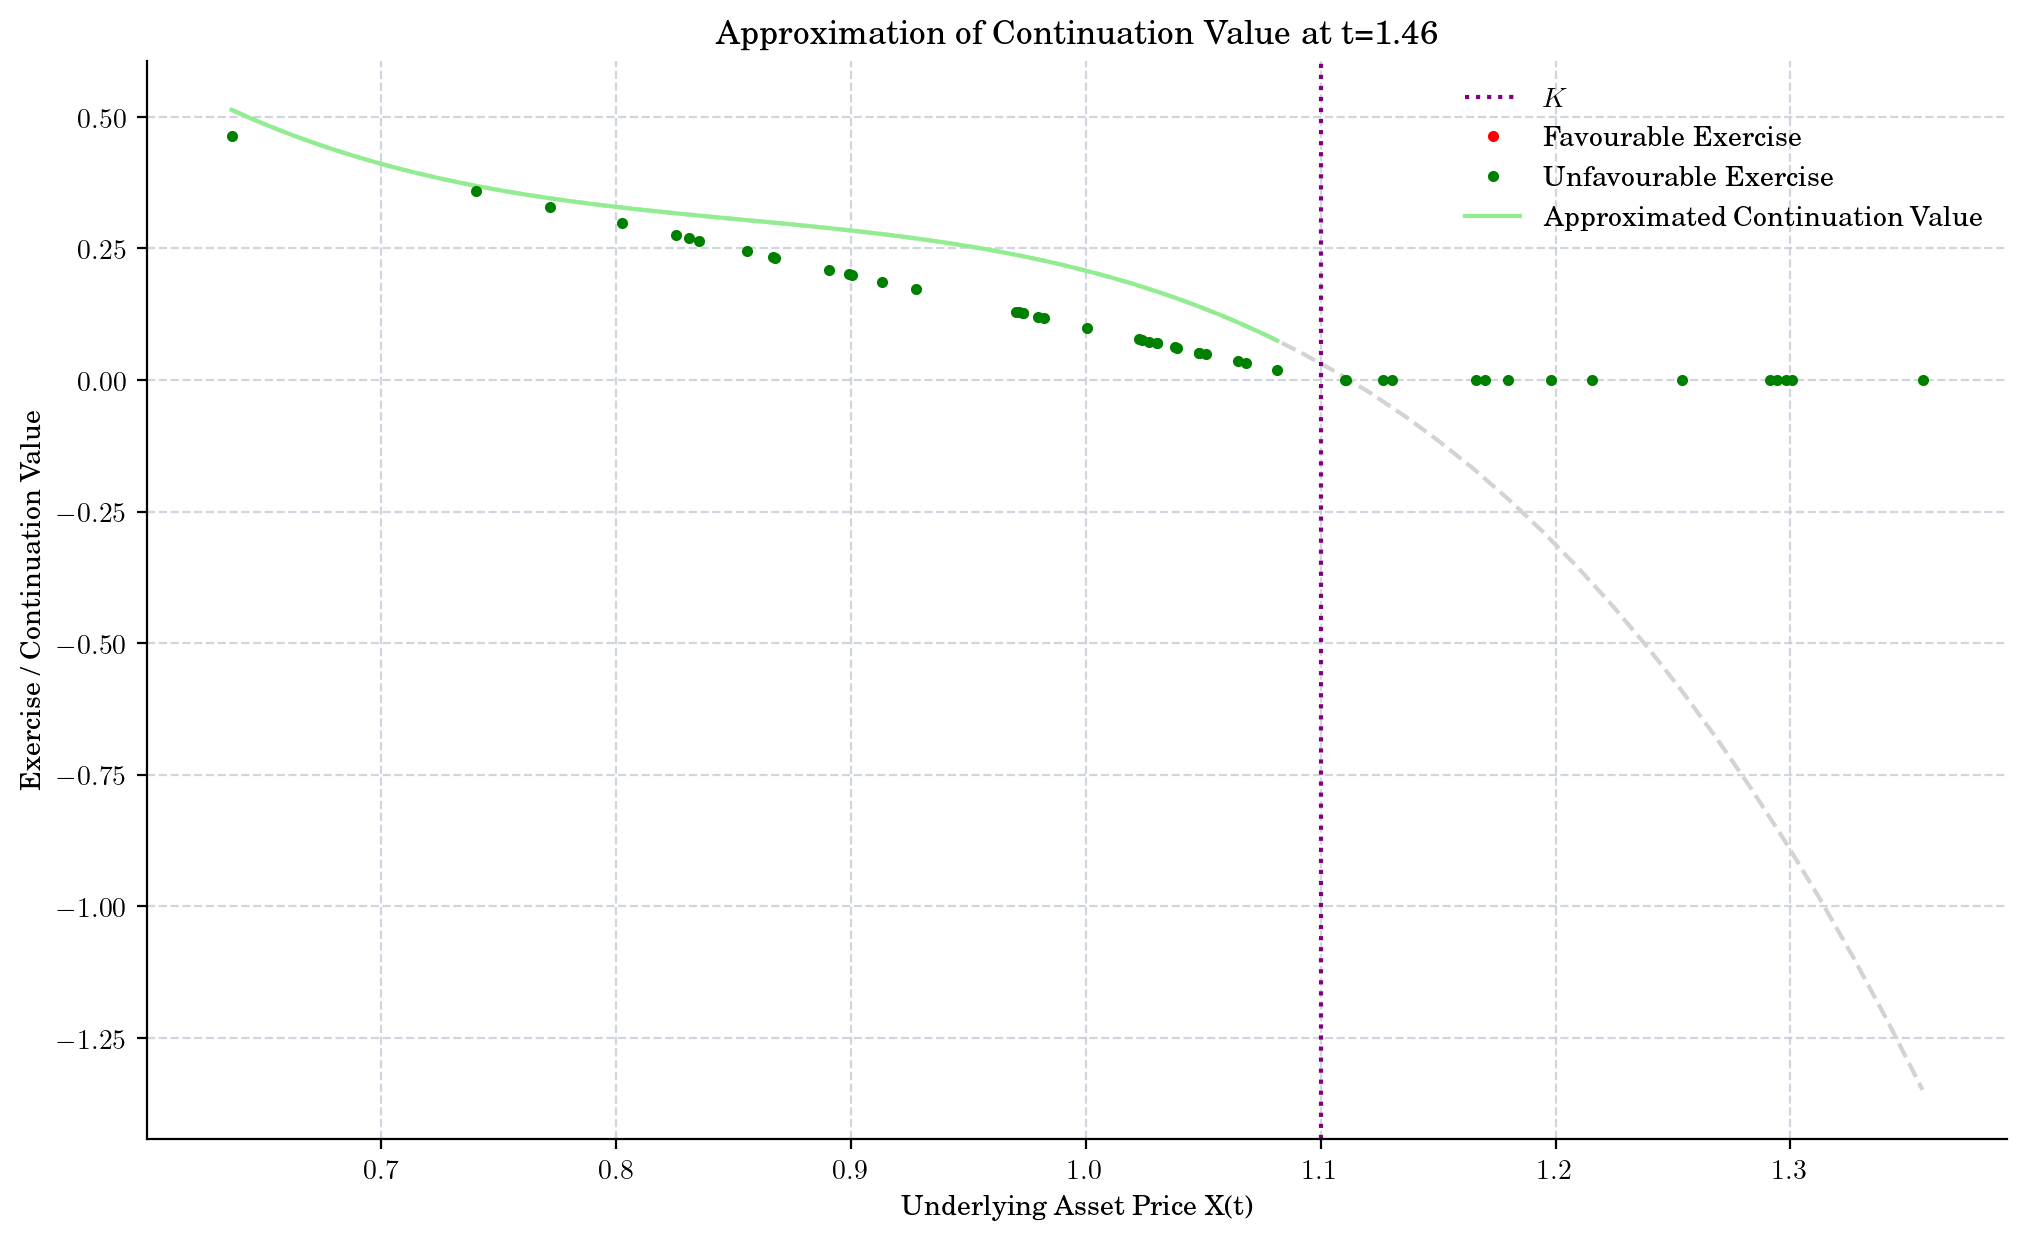 Approximation of Continuation Value at t=1.46
K
Favourable Exercise
Unfavourable Exercise
Approximated Continuation Value
Exercise / Continuation Value
0.50
0.25
0.00
−0.25
−0.50
−0.75
−1.00
−1.25
0.7 0.8 0.9 1.0 1.1 1.2 1.3
Underlying Asset Price X(t)